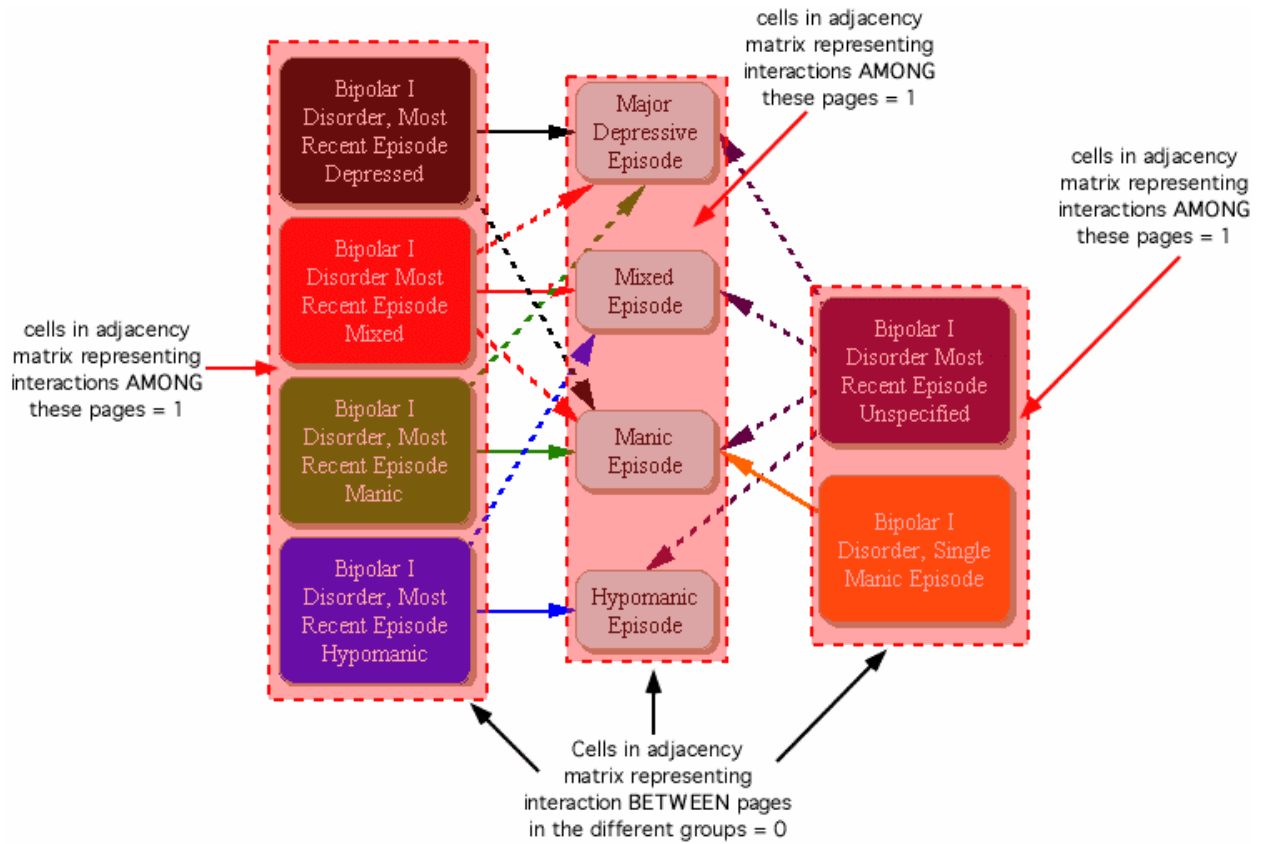 cells in adjacency
matrix representing
interactions AMONG
these pages = 1
Bipolar I
Disorder, Most
Recent Episode
Depressed
Bipolar I
Disorder Most
Recent Episode
Mixed
Bipolar I
Disorder, Most
Recent Episode
Manic
Bipolar I
Disorder, Most
Recent Episode
Hypomanic
Major
Depressive
Episode
Mixed
Episode
Manic
Episode
Hypomanic
Episode
cells in adjacency
matrix representing
interactions AMONG
these pages = 1
cells in adjacency
matrix representing
interactions AMONG
these pages = 1
Bipolar I
Disorder Most
Recent Episode
Unspecified
Bipolar I
Disorder, Single
Manic Episode
Cells in adjacency
matrix representing
interaction BETWEEN pages
in the different groups = 0